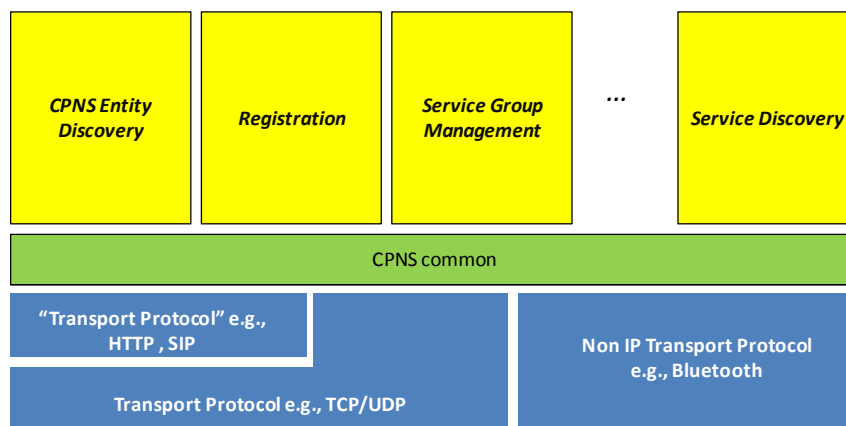 CPNS Entity
Discovery
Registration
Service Group
Management
...
Service Discovery
CPNS common
“Transport Protocol” e.g.,
HTTP , SIP
Transport Protocol e.g., TCP/UDP
Non IP Transport Protocol
e.g., Bluetooth